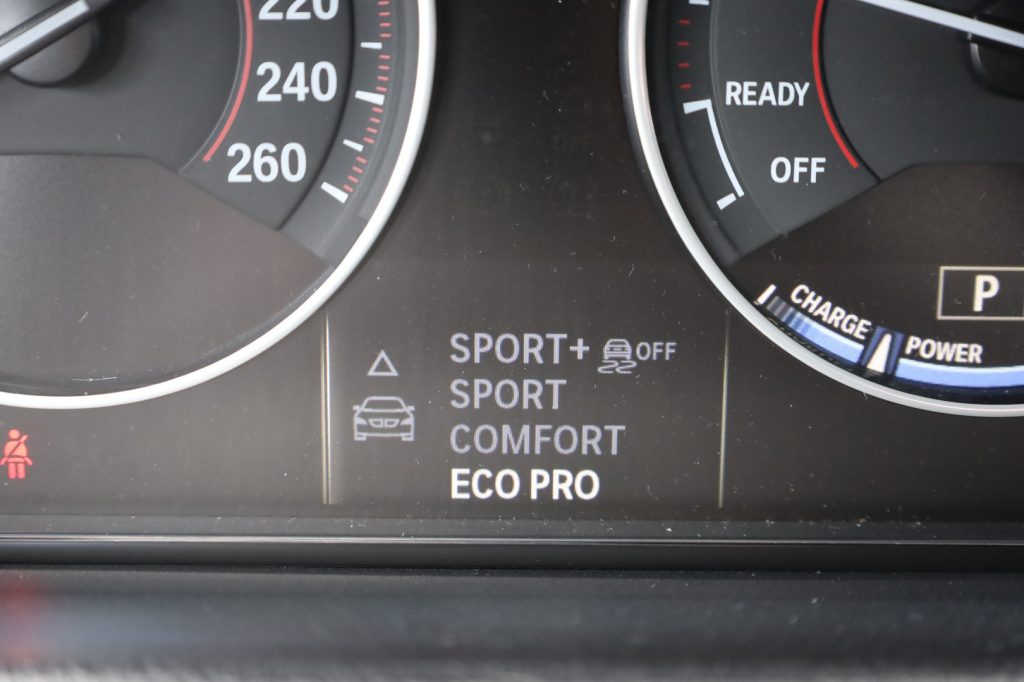 220
240
260
READY
OFF
P
CHARGE
POWER
SPORT+ OFF
SPORT
COMFORT
ECO PRO